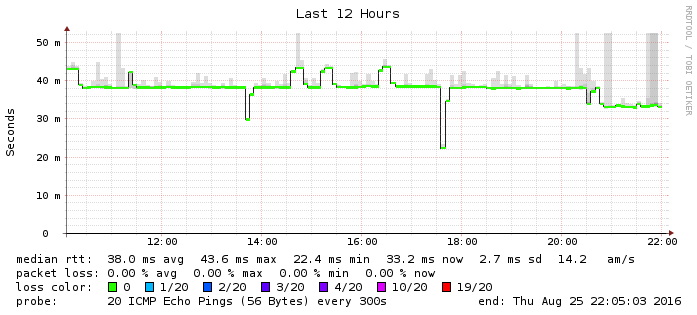 Last 12 Hours
RRDTOOL / TOBI OETIKER
Seconds
50 m
40 m
30 m
20 m
10 m
0
12:00 14:00 16:00 18:00 20:00 22:00
median rtt: 38.0 ms avg 43.6 ms max 22.4 ms min 33.2 ms now 2.7 ms sd 14.2 am/s
packet loss: 0.00 % avg 0.00 % max 0.00 % min 0.00 % now
loss color: 0 1/20 2/20 3/20 4/20 10/20 19/20
probe: 20 ICMP Echo Pings (56 Bytes) every 300s end: Thu Aug 25 22:05:03 2016